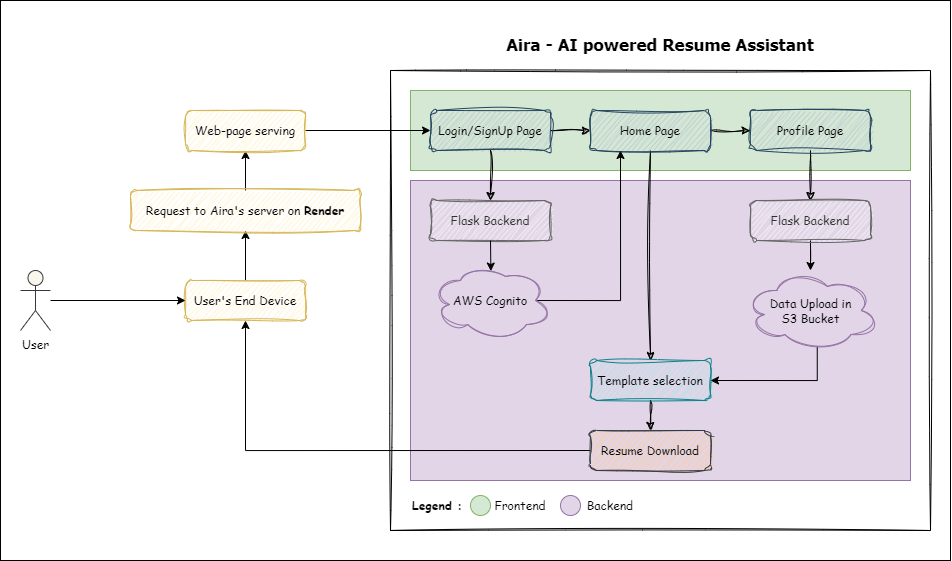 Aira - AI powered Resume Assistant
Web-page serving
Login/SignUp Page
Home Page
Profile Page
Request to Aira's server on Render
Flask Backend
Flask Backend
User's End Device
AWS Cognito
Data Upload in
S3 Bucket
User
Template selection
Resume Download
Legend :
Frontend
Backend